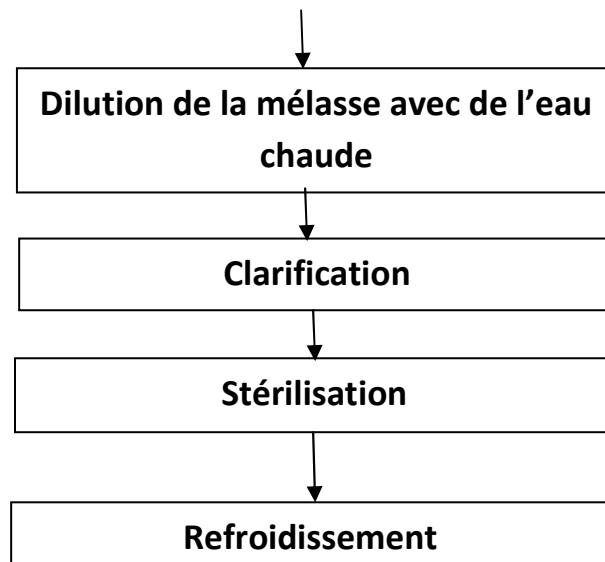 Dilution de la mélasse avec de l’eau
chaude
Clarification
Stérilisation
Refroidissement